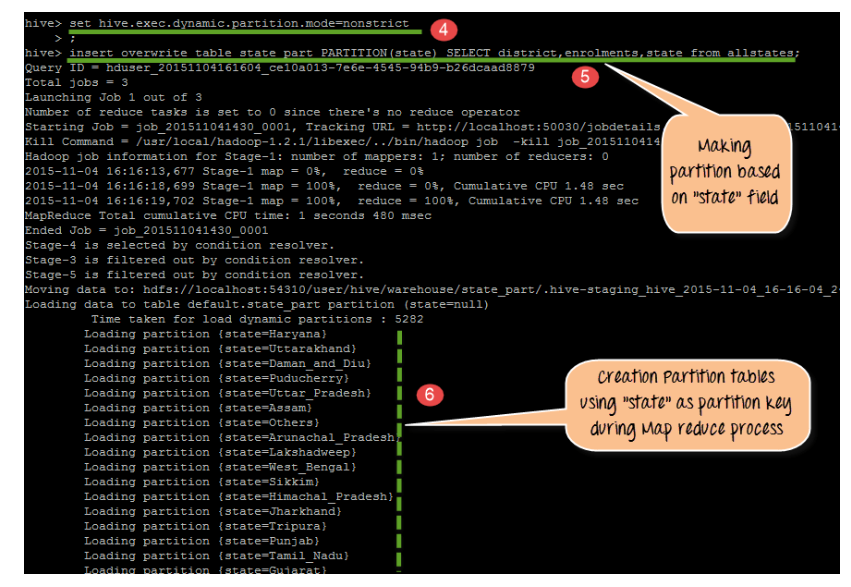 hive> set hive.exec.dynamic.partition.mode=nonstrict
4
> ;
hive> insert overwrite table state_part PARTITION(state) SELECT district,enrolments,state from allstates;
Query ID = hduser_20151104161604_ce10a013-7e6e-4545-94b9-b26dcaad8879
5
Total jobs = 3
Launching Job 1 out of 3
Number of reduce tasks is set to 0 since there's no reduce operator
Starting Job = job_201511041430_0001, Tracking URL = http://localhost:50030/jobdetails
Kill Command = /usr/local/hadoop-1.2.1/libexec/../bin/hadoop job  -kill job_2015110414
Hadoop job information for Stage-1: number of mappers: 1; number of reducers: 0
2015-11-04 16:16:13,677 Stage-1 map = 0%,  reduce = 0%
2015-11-04 16:16:18,699 Stage-1 map = 100%,  reduce = 0%, Cumulative CPU 1.48 sec
2015-11-04 16:16:19,702 Stage-1 map = 100%,  reduce = 100%, Cumulative CPU 1.48 sec
MapReduce Total cumulative CPU time: 1 seconds 480 msec
Ended Job = job_201511041430_0001
Making
partition based
on "state" field
Stage-4 is selected by condition resolver.
Stage-3 is filtered out by condition resolver.
Stage-5 is filtered out by condition resolver.
Moving data to: hdfs://localhost:54310/user/hive/warehouse/state_part/.hive-staging_hive_2015-11-04_16-16-04_2
Loading data to table default.state_part partition (state=null)
Time taken for load dynamic partitions : 5282
Loading partition {state=Haryana}
Loading partition {state=Uttarakhand}
Loading partition {state=Daman_and_Diu}
Loading partition {state=Puducherry}
Loading partition {state=Uttar_Pradesh}
6
Loading partition {state=Assam}
Loading partition {state=Others}
Loading partition {state=Arunachal_Pradesh}
Loading partition {state=Lakshadweep}
Loading partition {state=West_Bengal}
Loading partition {state=Sikkim}
Loading partition {state=Himachal_Pradesh}
Loading partition {state=Jharkhand}
Loading partition {state=Tripura}
Loading partition {state=Punjab}
Loading partition {state=Tamil_Nadu}
Loading partition {state=Gujarat}
Creation Partition tables
using "state" as partition key
during Map reduce process